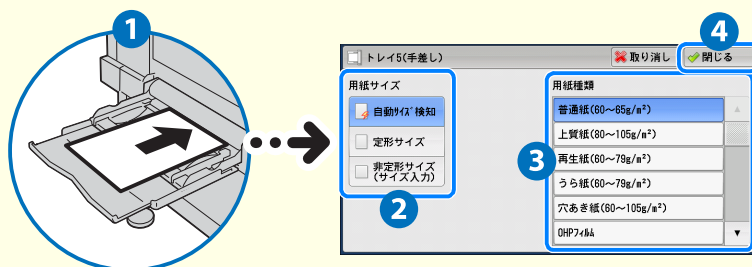 1
4
トレイ5(手差し)
取り消し
閉じる
用紙サイズ
自動ｻｲｽﾞ検知
定形サイズ
非定形サイズ
(サイズ入力)
2
用紙種類
普通紙(60～65g/m²)
上質紙(80～105g/m²)
再生紙(60～79g/m²)
うら紙(60～79g/m²)
穴あき紙(60～105g/m²)
OHPﾌｨﾙﾑ
3